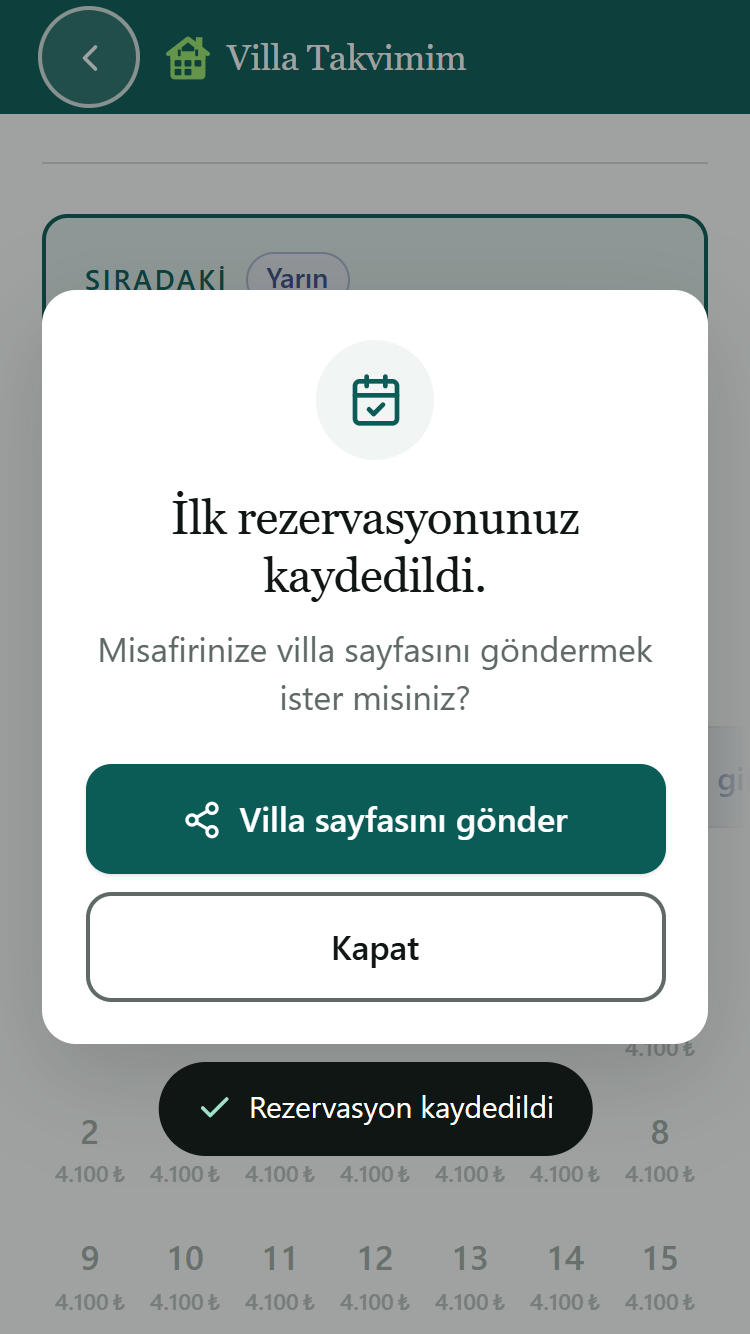 Villa Takvimim
SIRADAKİ Yarın
İlk rezervasyonunuz
kaydedildi.
Misafirinize villa sayfasını göndermek
ister misiniz?
gi
Villa sayfasını gönder
Kapat
4.100 ₺
Rezervasyon kaydedildi
2 8
4.100 ₺ 4.100 ₺ 4.100 ₺ 4.100 ₺ 4.100 ₺ 4.100 ₺ 4.100 ₺
9 10 11 12 13 14 15
4.100 ₺ 4.100 ₺ 4.100 ₺ 4.100 ₺ 4.100 ₺ 4.100 ₺ 4.100 ₺